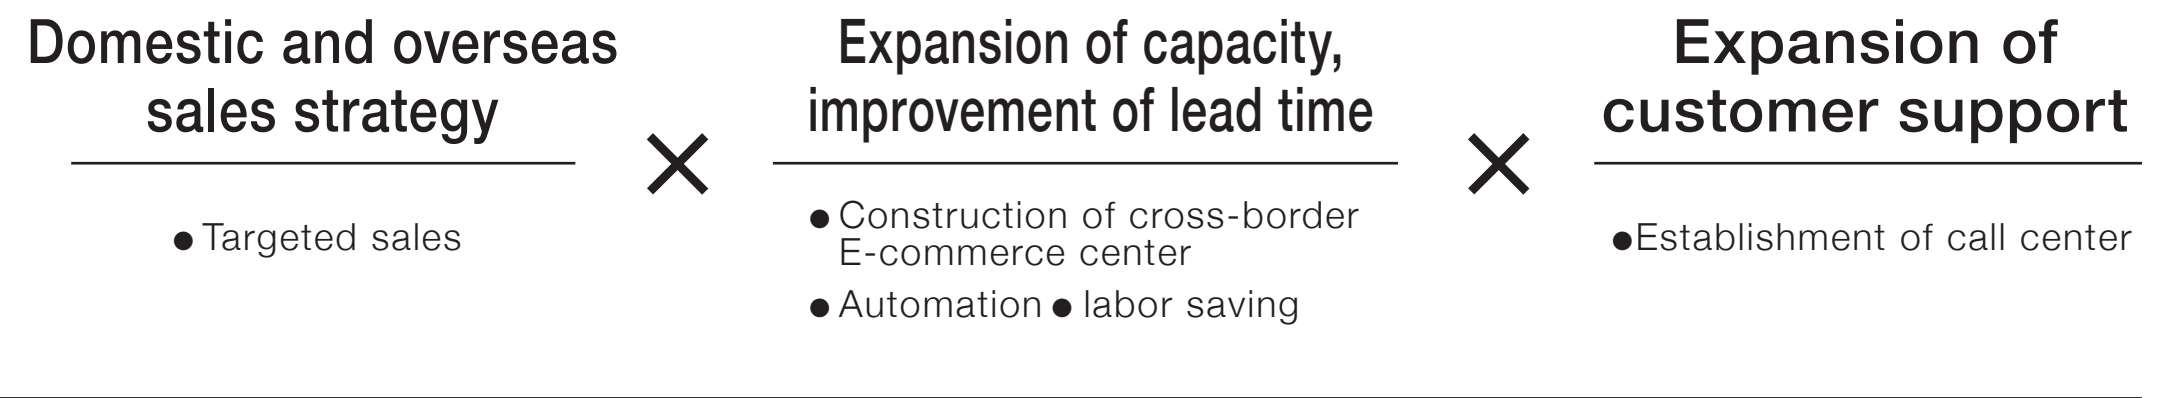 Domestic and overseas
sales strategy
● Targeted sales
×
Expansion of capacity,
improvement of lead time
● Construction of cross-border
E-commerce center
● Automation ● labor saving
×
Expansion of
customer support
●Establishment of call center